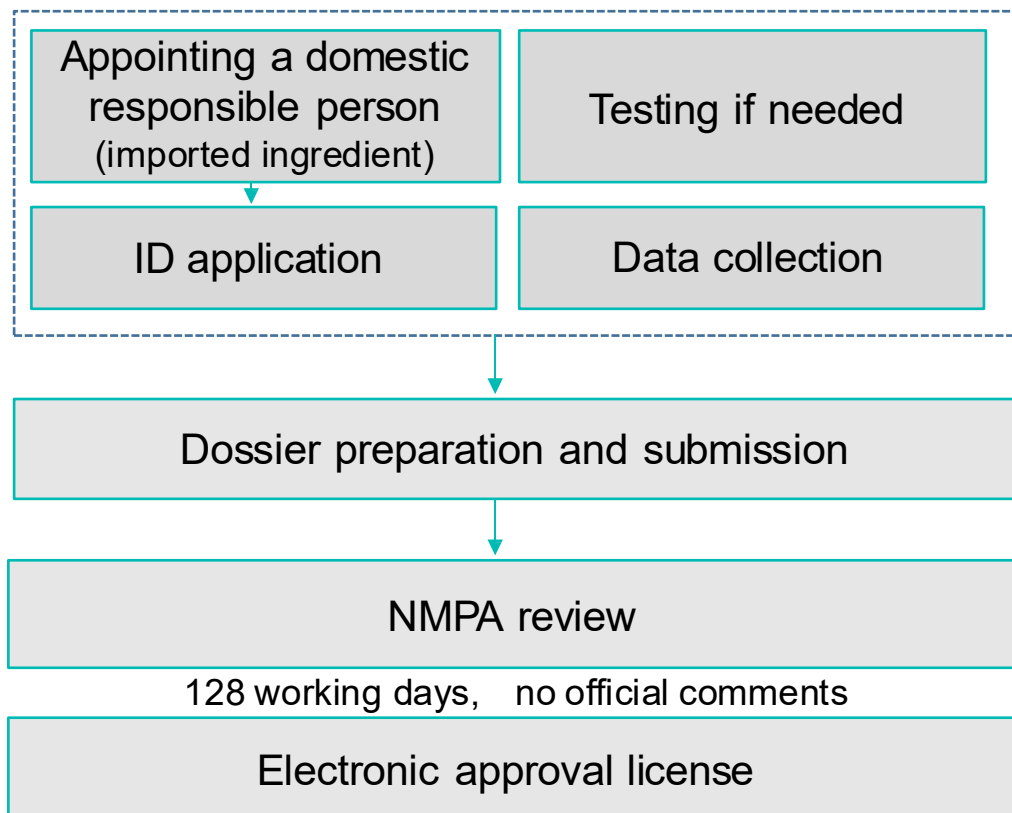 Appointing a domestic
responsible person
(imported ingredient)
Testing if needed
ID application
Data collection
Dossier preparation and submission
NMPA review
128 working days, no official comments
Electronic approval license